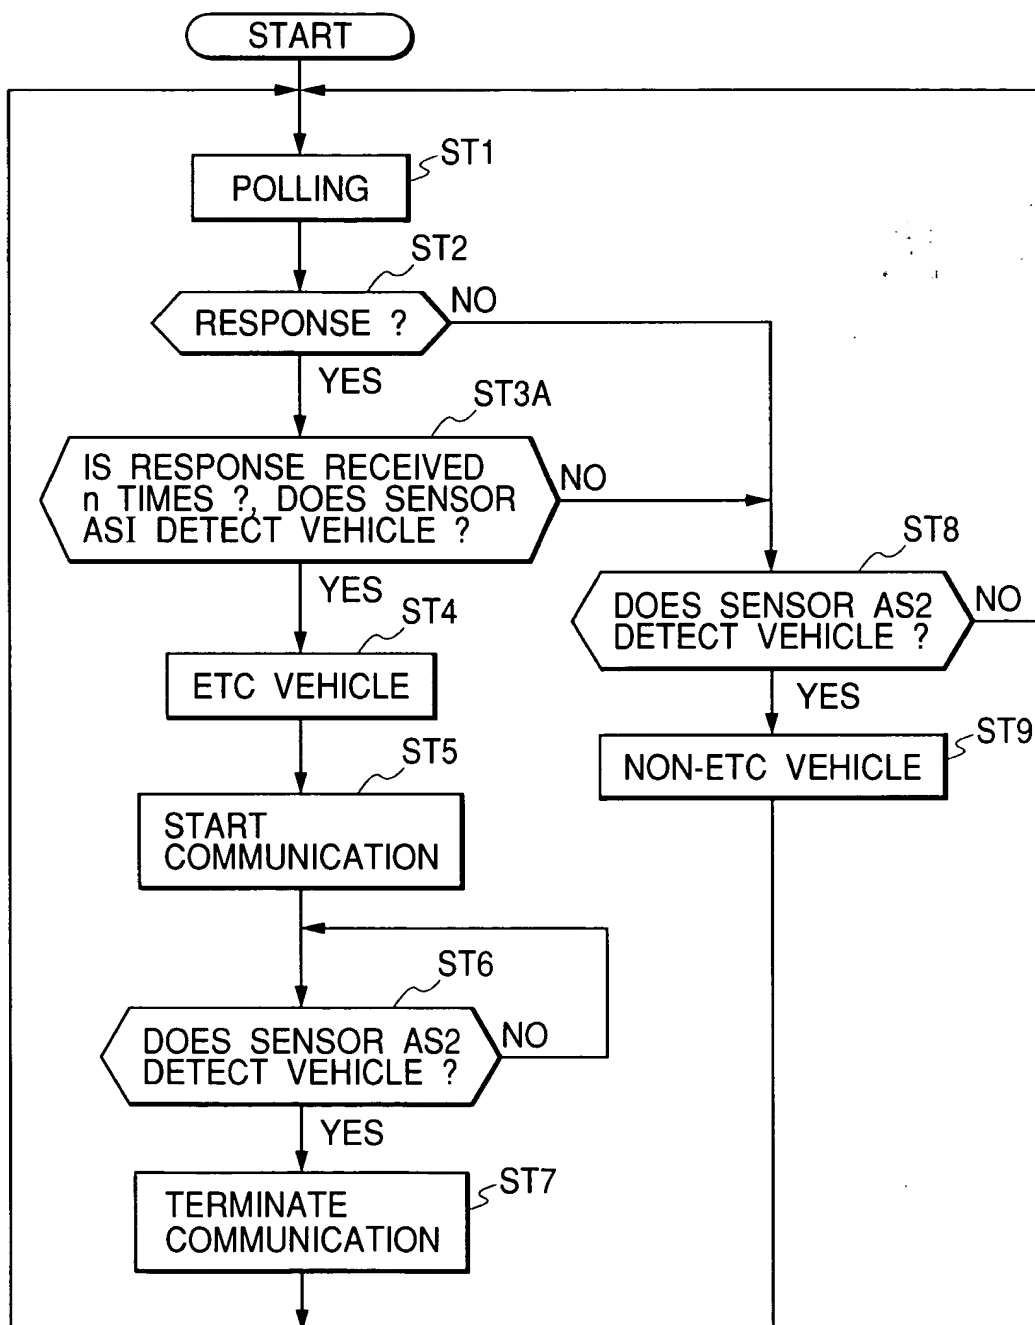 START
ST1
POLLING
ST2
NO
RESPONSE ?
YES
ST3A
IS RESPONSE RECEIVED
n TIMES ?, DOES SENSOR
ASI DETECT VEHICLE ?
NO
YES
ST8
DOES SENSOR AS2
DETECT VEHICLE ?
NO
YES
ST4
ETC VEHICLE
ST9
NON-ETC VEHICLE
ST5
START
COMMUNICATION
ST6
DOES SENSOR AS2
DETECT VEHICLE ?
NO
YES
ST7
TERMINATE
COMMUNICATION